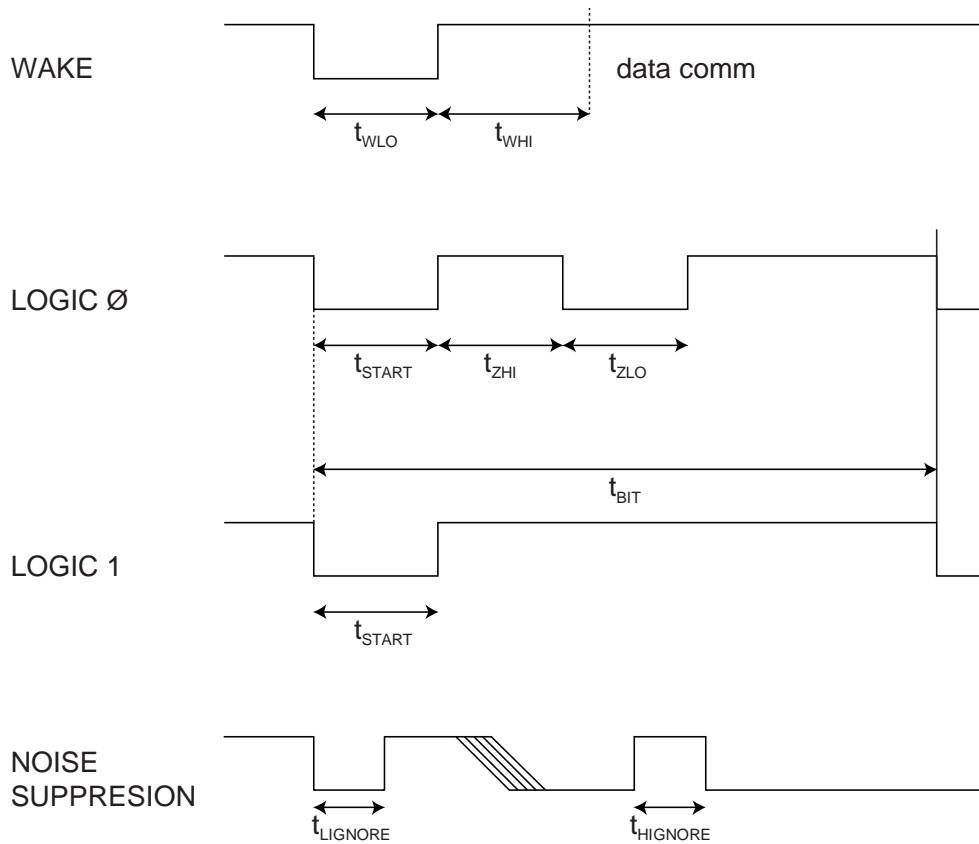 WAKE
data comm
tWLO
tWHI
LOGIC Ø
tSTART
tZHI
tZLO
tBIT
LOGIC 1
tSTART
NOISE
SUPPRESION
tLIGNORE
tHIGNORE